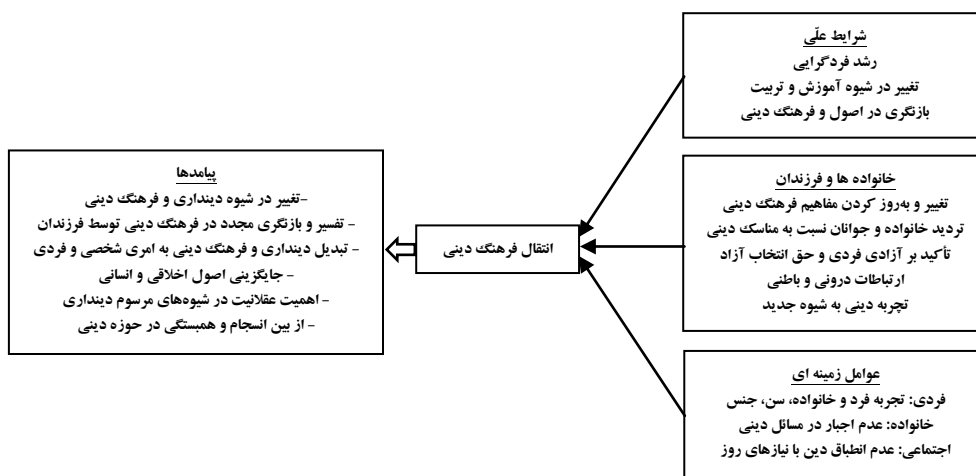 شرایط علّی
رشد فردگرایی
تغییر در شیوه آموزش و تربیت
بازنگری در اصول و فرهنگ دینی
خانواده ها و فرزندان
تغییر و به‌روز کردن مفاهیم فرهنگ دینی
تردید خانواده و جوانان نسبت به مناسک دینی
تأکید بر آزادی فردی و حق انتخاب آزاد
ارتباطات درونی و باطنی
تجربه دینی به شیوه جدید
عوامل زمینه ای
فردی: تجربه فرد و خانواده، سن، جنس
خانواده: عدم اجبار در مسائل دینی
اجتماعی: عدم انطباق دین با نیازهای روز
انتقال فرهنگ دینی
پیامدها
-تغییر در شیوه دینداری و فرهنگ دینی
- تفسیر و بازنگری مجدد در فرهنگ دینی توسط فرزندان
- تبدیل دینداری و فرهنگ دینی به امری شخصی و فردی
- جایگزینی اصول اخلاقی و انسانی
- اهمیت عقلانیت در شیوه‌های مرسوم دینداری
- از بین انسجام و همبستگی در حوزه دینی